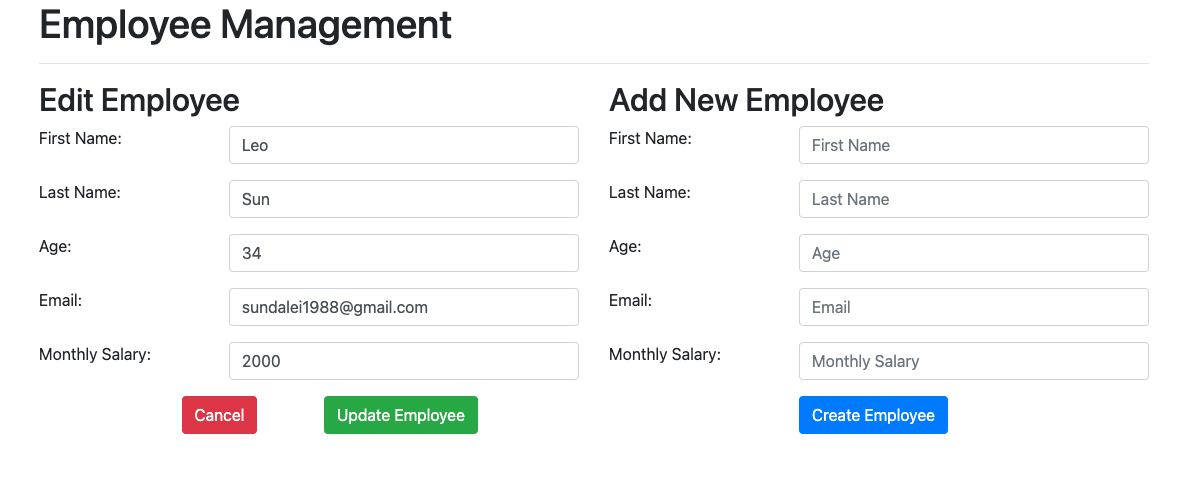 Employee Management
Edit Employee
First Name:
Leo
Last Name:
Sun
Age:
34
Email:
sundalei1988@gmail.com
Monthly Salary:
2000
Cancel
Update Employee
Add New Employee
First Name:
First Name
Last Name:
Last Name
Age:
Age
Email:
Email
Monthly Salary:
Monthly Salary
Create Employee